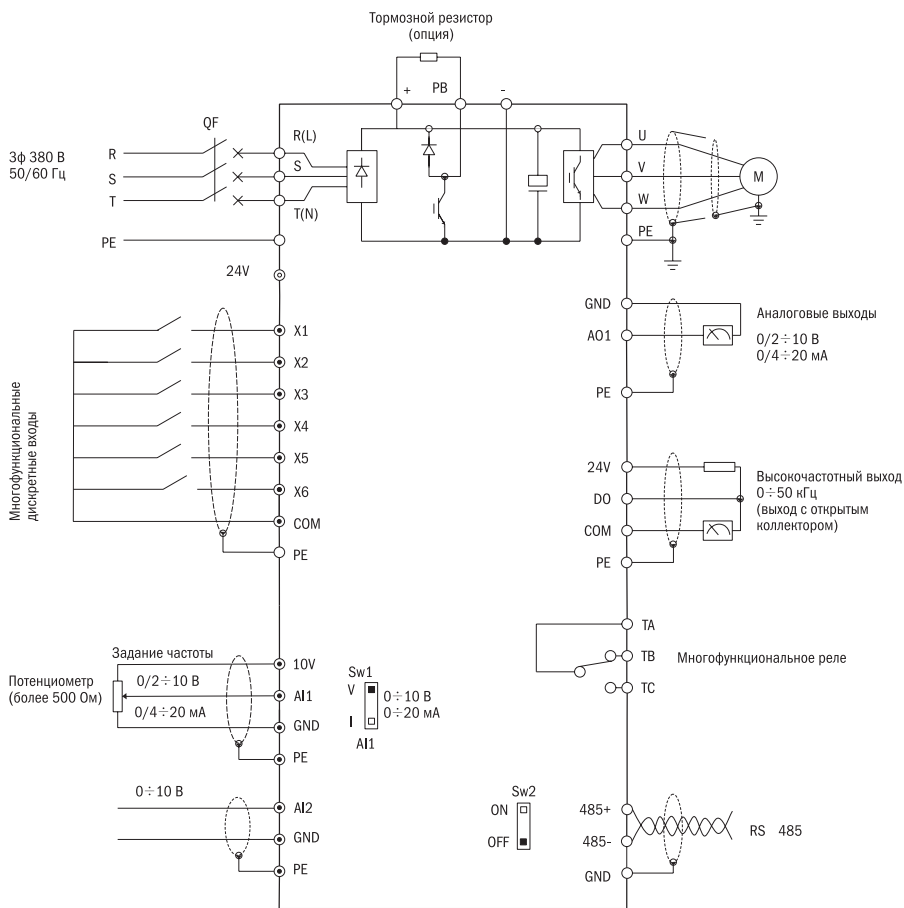 Тормозной резистор
(опция)
+
PB
-
QF
3ф 380 В
50/60 Гц
R
S
T
PE
R(L)
S
T(N)
U
V
W
PE
M
24V
Многофункциональные
дискретные входы
X1
X2
X3
X4
X5
X6
COM
PE
GND
AO1
PE
Аналоговые выходы
0/2÷10 В
0/4÷20 мА
24V
DO
COM
PE
Высокочастотный выход
0÷50 кГц
(выход с открытым
коллектором)
TA
TB
TC
Многофункциональное реле
Задание частоты
Потенциометр
(более 500 Ом)
0/2÷10 В
0/4÷20 мА
10V
AI1
GND
PE
Sw1
V
I
0÷10 В
0÷20 мА
AI1
0÷10 В
AI2
GND
PE
Sw2
ON
OFF
485+
485-
GND
RS 485